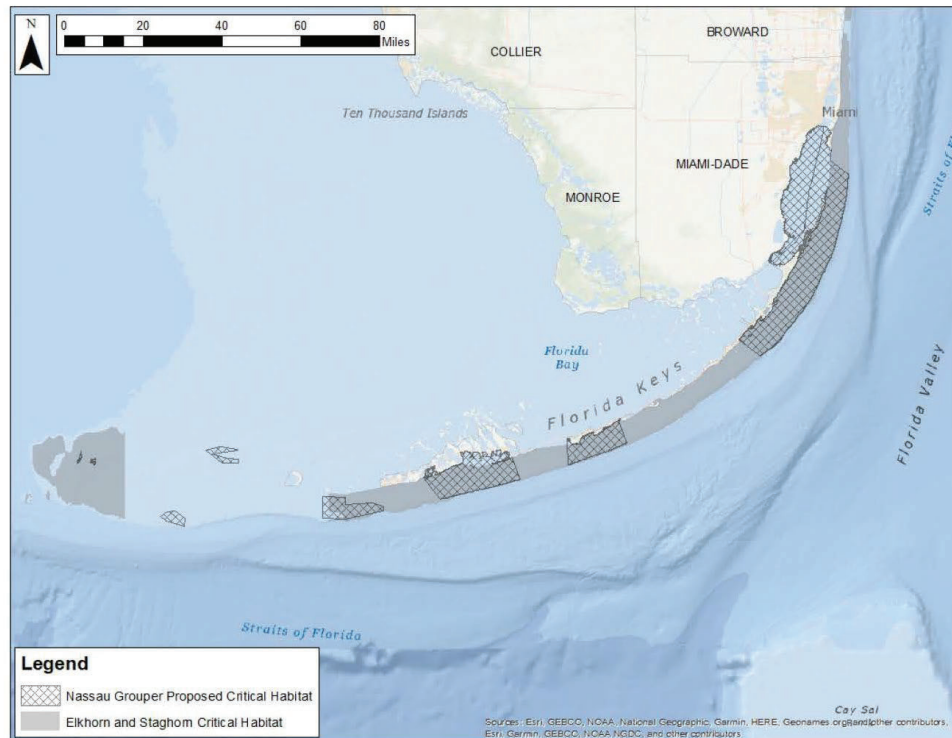 N
0 20 40 60 80
Miles
BROWARD
COLLIER
Ten Thousand Islands
Miami
MIAMI-DADE
MONROE
Straits of F
Florida
Bay
Florida Keys
Florida Valley
Straits of Florida
Legend
Nassau Grouper Proposed Critical Habitat
Elkhorn and Staghorn Critical Habitat
Cay Sal
Sources: Esri, GEBCO, NOAA, National Geographic, Garmin, HERE, Geonames.org, and other contributors,
Esri, Garmin, GEBCO, NOAA NGDC, and other contributors